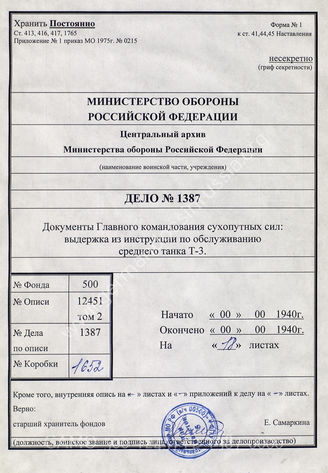 Хранить Постоянно
Форма № 1
Ст. 413, 416, 417, 1765
к ст. 41,44,45 Наставления
Приложение № 1 приказ МО 1975г. № 0215
несекретно
(граф секретности)
МИНИСТЕРСТВО ОБОРОНЫ
РОССИЙСКОЙ ФЕДЕРАЦИИ
Центральный архив
Министерства обороны Российской Федерации
(наименование воинской части, учреждения)
ДЕЛО № 1387
Документы Главного командования сухопутных сил:
выдержка из инструкции по обслуживанию
среднего танка Т-3.
№ Фонда 500
№ Описи 12451
том 2
№ Дела 1387
по описи
№ Коробки 1652
Начато « 00 » 00 1940г.
Окончено « 00 » 00 1940г.
На « 12 » листах
Кроме того, внутренняя опись на «-» листах и «-» приложений к делу на «-» листах.
Верно:
старший хранитель фондов Е. Самаркина
(должность, воинское звание и подпись лица, ответственного за делопроизводство)